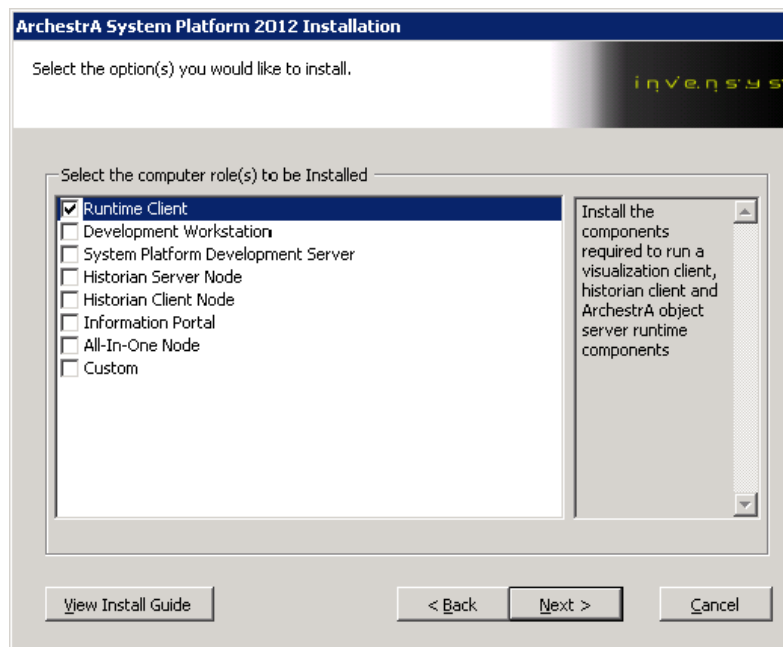 ArchestrA System Platform 2012 Installation
Select the option(s) you would like to install.
invensys
Select the computer role(s) to be Installed
Runtime Client
Development Workstation
System Platform Development Server
Historian Server Node
Historian Client Node
Information Portal
All-In-One Node
Custom
Install the
components
required to run a
visualization client,
historian client and
ArchestrA object
server runtime
components
View Install Guide
< Back
Next >
Cancel